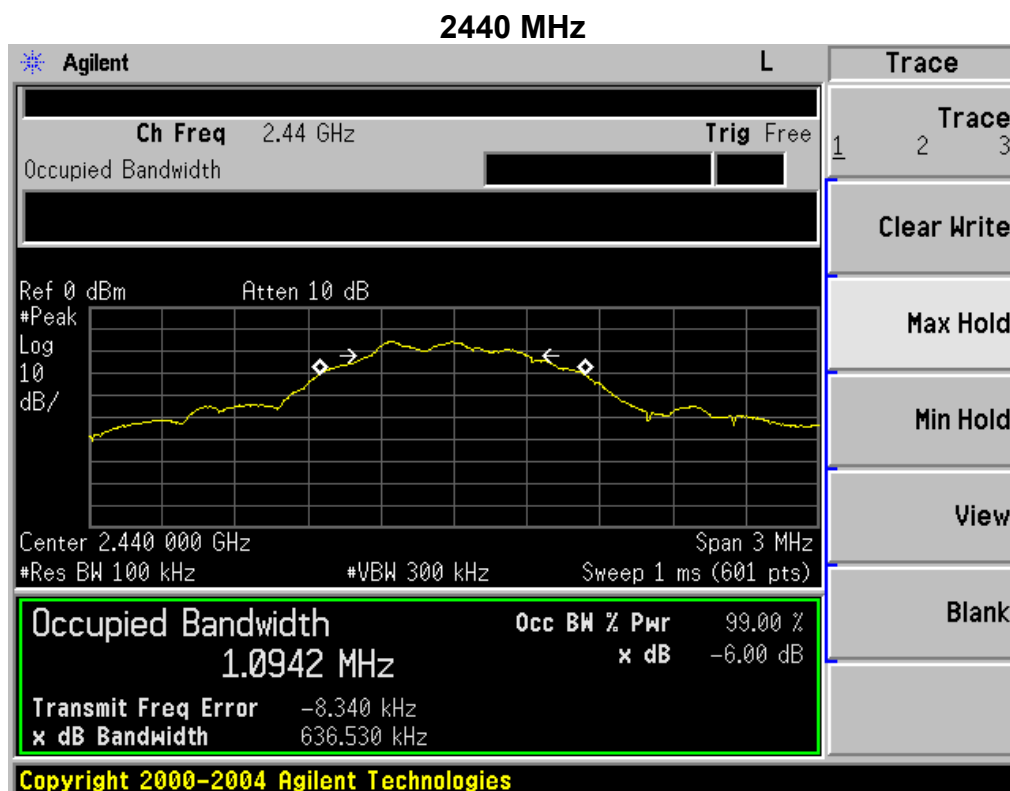 2440 MHz
Agilent L Trace
Ch Freq 2.44 GHz Trig Free
Occupied Bandwidth
Trace
1 2 3
Clear Write
Max Hold
Min Hold
View
Blank
Ref 0 dBm Atten 10 dB
#Peak
Log
10
dB/
Center 2.440 000 GHz Span 3 MHz
#Res BW 100 kHz #VBW 300 kHz Sweep 1 ms (601 pts)
Occupied Bandwidth Occ BW % Pwr 99.00 %
1.0942 MHz x dB -6.00 dB
Transmit Freq Error -8.340 kHz
x dB Bandwidth 636.530 kHz
Copyright 2000-2004 Agilent Technologies